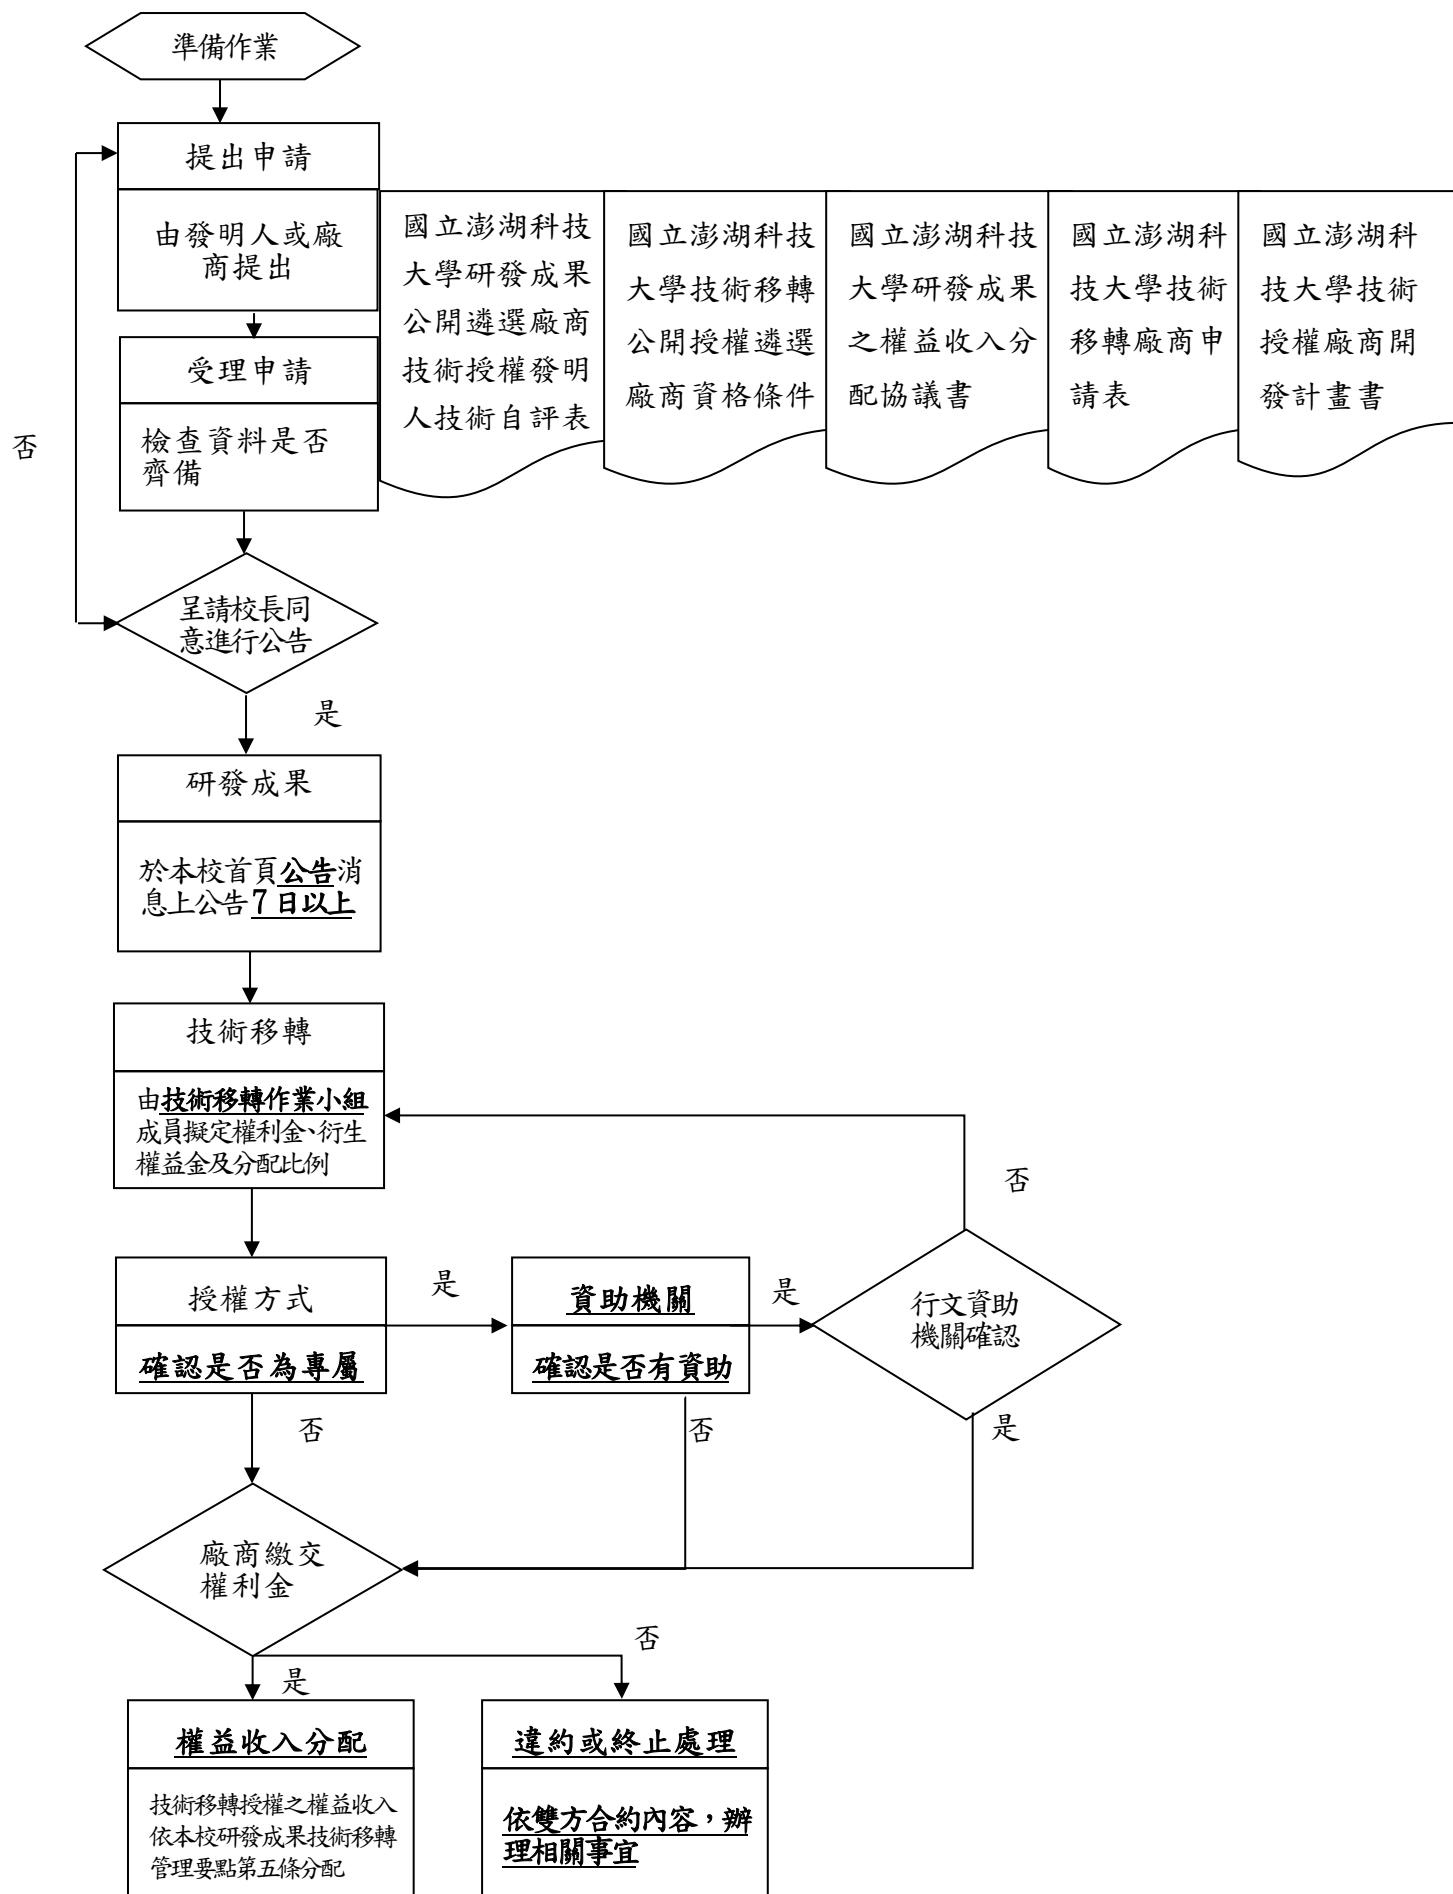 準備作業
提出申請
由發明人或廠
商提出
國立澎湖科技
大學研發成果
公開遴選廠商
技術授權發明
人技術自評表
國立澎湖科技
大學技術移轉
公開授權遴選
廠商資格條件
國立澎湖科技
大學研發成果
之權益收入分
配協議書
國立澎湖科
技大學技術
移轉廠商申
請表
國立澎湖科
技大學技術
授權廠商開
發計畫書
受理申請
檢查資料是否
齊備
否
呈請校長同
意進行公告
是
研發成果
於本校首頁公告消
息上公告7日以上
技術移轉
由技術移轉作業小組
成員擬定權利金、衍生
權益金及分配比例
否
授權方式
確認是否為專屬
是
資助機關
確認是否有資助
是
行文資助
機關確認
否
否
是
廠商繳交
權利金
否
是
權益收入分配
技術移轉授權之權益收入
依本校研發成果技術移轉
管理要點第五條分配
違約或終止處理
依雙方合約內容，辦
理相關事宜